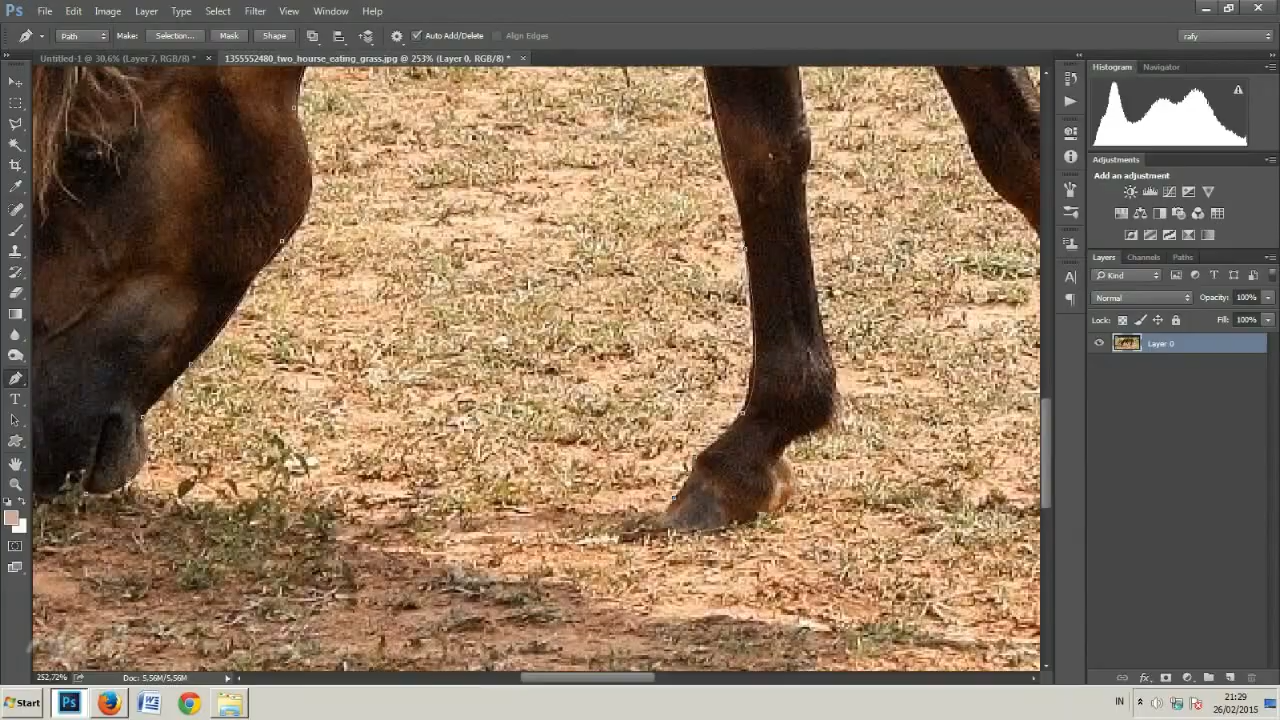 Ps File Edit Image Layer Type Select Filter View Window Help
Path Make: Selection... Mask Shape Auto Add/Delete Align Edges rafy
Untitled-1 @ 30,6% (Layer 7, RGB/8) * × 1355552480_two_hourse_eating_grass.jpg @ 253% (Layer 0, RGB/8) * ×
Histogram Navigator
Adjustments
Add an adjustment
Layers Channels Paths
Kind
Normal Opacity: 100%
Lock: Fill: 100%
Layer 0
252,72% Doc: 5,56M/5,56M
Start Ps IN 21:29
26/02/2015